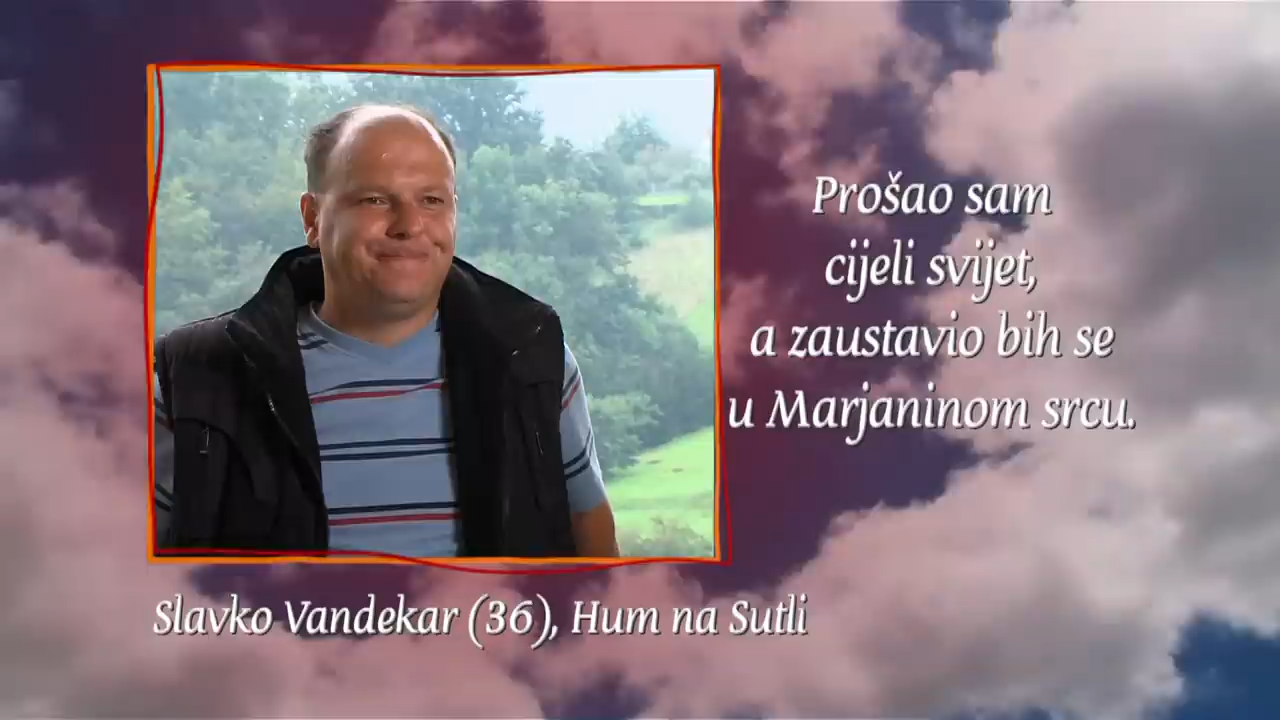 Prošao sam
cijeli svijet,
a zaustavio bih se
u Marjaninom srcu.
Slavko Vandekar (36), Hum na Sutli